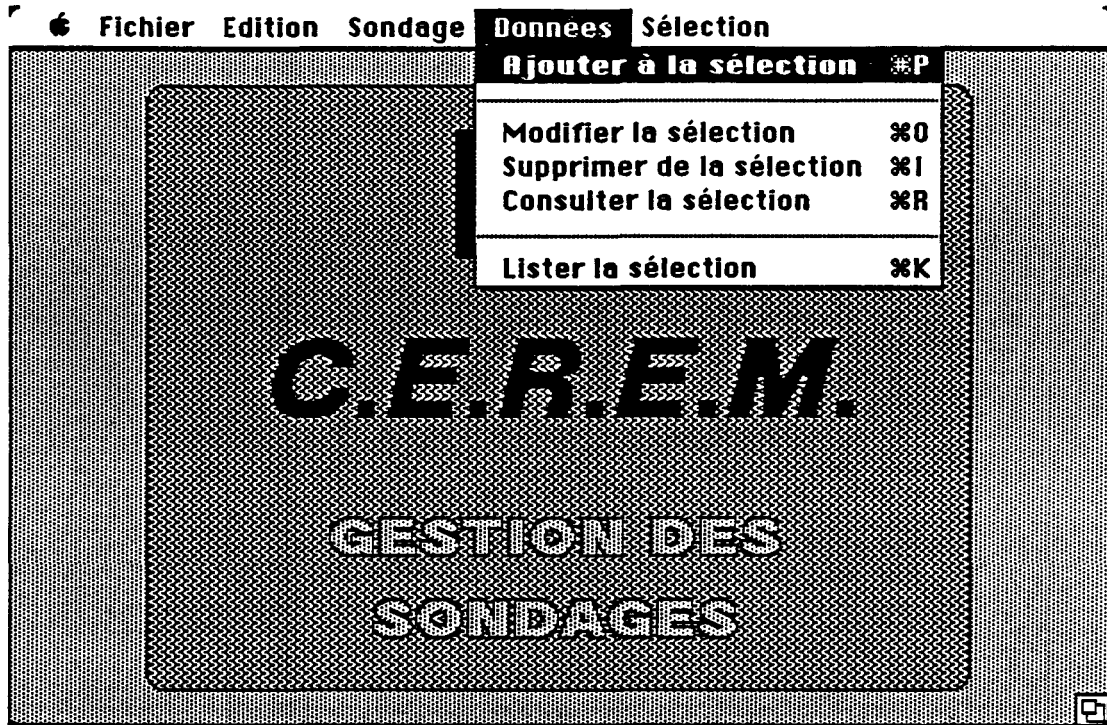 Fichier Edition Sondage Données Sélection
Ajouter à la sélection ⌘P
Modifier la sélection ⌘O
Supprimer de la sélection ⌘I
Consulter la sélection ⌘R
Lister la sélection ⌘K
C.E.R.E.M.
GESTION DES
SONDAGES